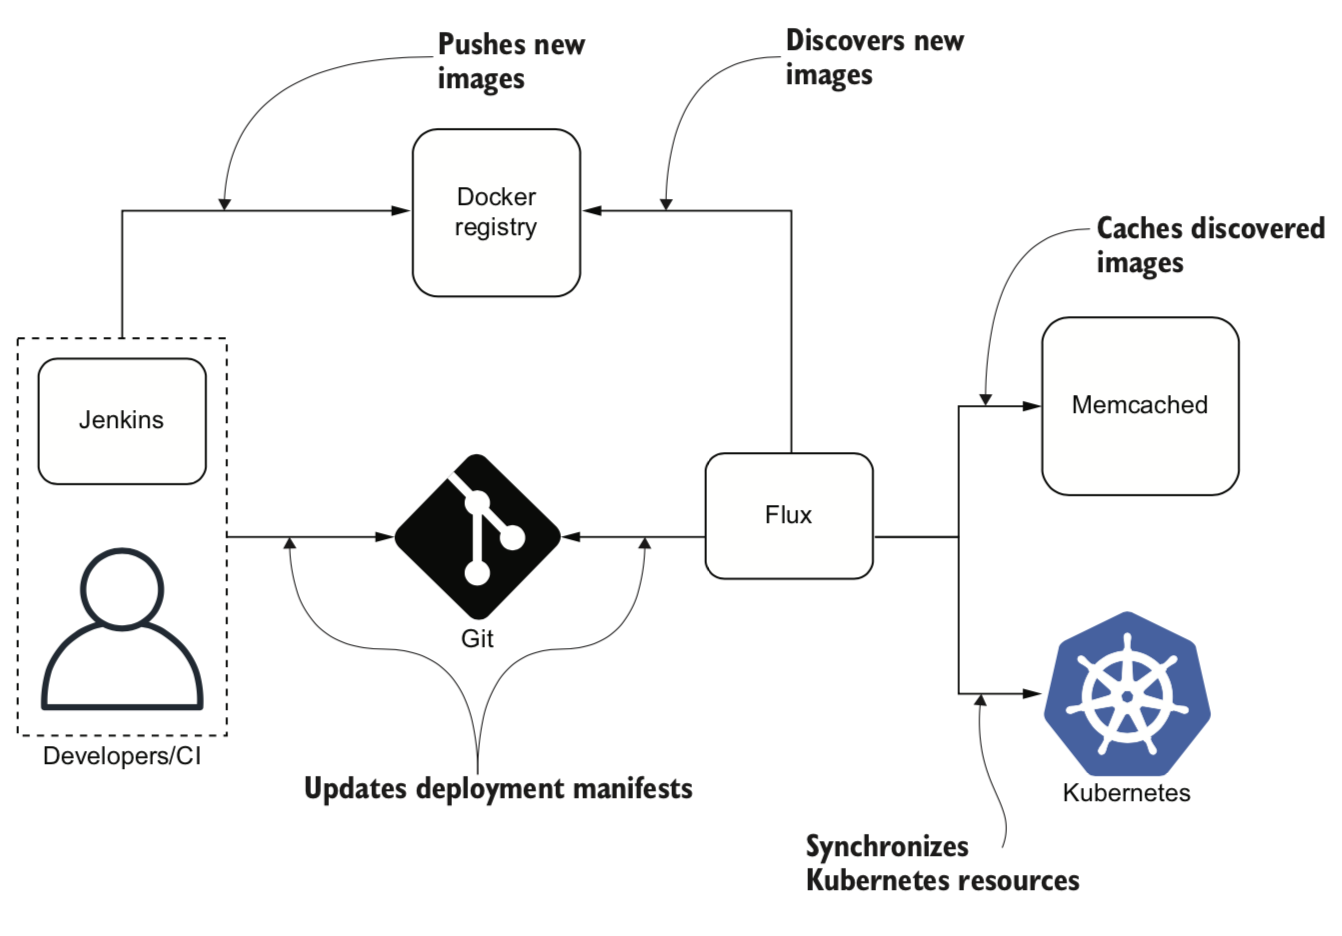 Pushes new
images
Discovers new
images
Docker
registry
Caches discovered
images
Jenkins
Memcached
Flux
Git
Developers/CI
Updates deployment manifests
Kubernetes
Synchronizes
Kubernetes resources